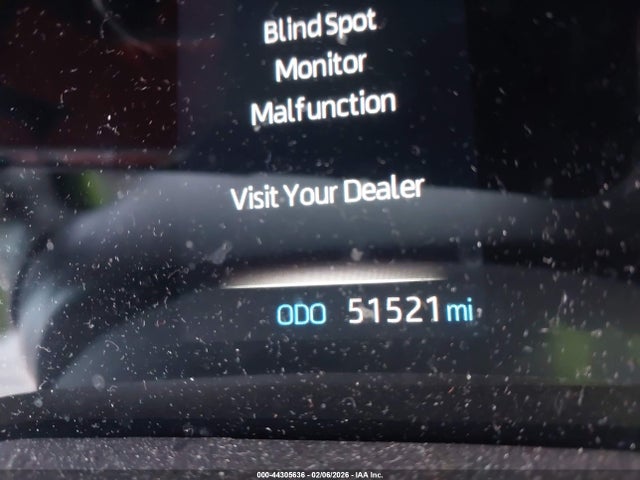 Blind Spot
Monitor
Malfunction
Visit Your Dealer
ODO 51521 mi
000-44305636 - 02/06/2026 - IAA Inc.